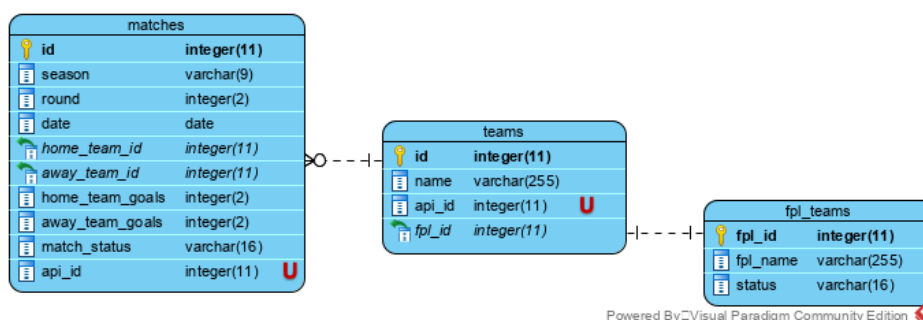 matches
id integer(11)
season varchar(9)
round integer(2)
date date
home_team_id integer(11)
away_team_id integer(11)
home_team_goals integer(2)
away_team_goals integer(2)
match_status varchar(16)
api_id integer(11) U
teams
id integer(11)
name varchar(255)
api_id integer(11) U
fpl_id integer(11)
fpl_teams
fpl_id integer(11)
fpl_name varchar(255)
status varchar(16)
Powered By Visual Paradigm Community Edition